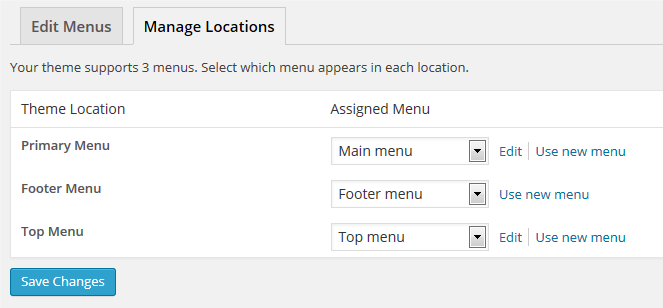 Edit Menus Manage Locations
Your theme supports 3 menus. Select which menu appears in each location.
Theme Location Assigned Menu
Primary Menu Main menu Edit Use new menu
Footer Menu Footer menu Use new menu
Top Menu Top menu Edit Use new menu
Save Changes